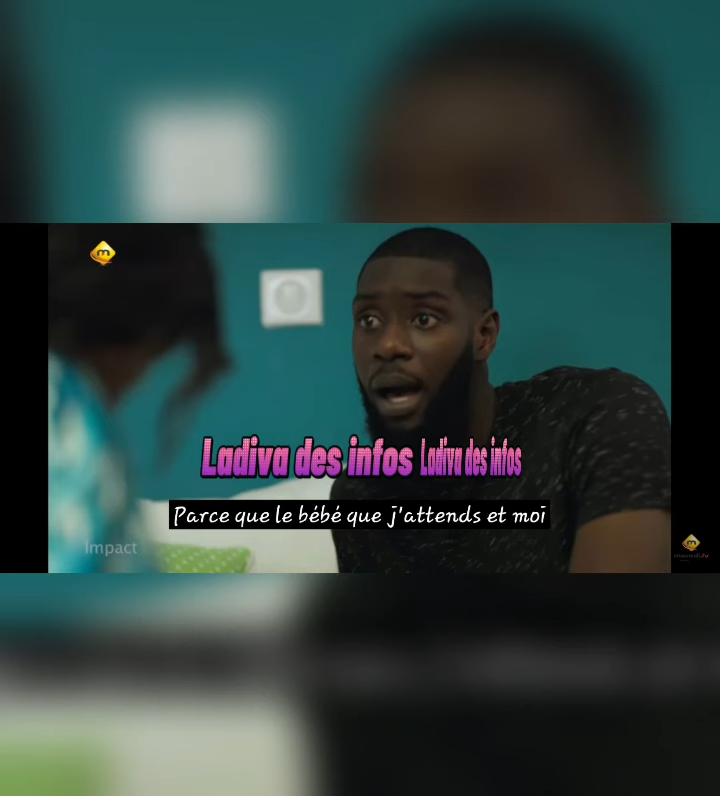 m
Ladiva des infos Ladiva des infos
Parce que le bébé que j'attends et moi
Impact
m